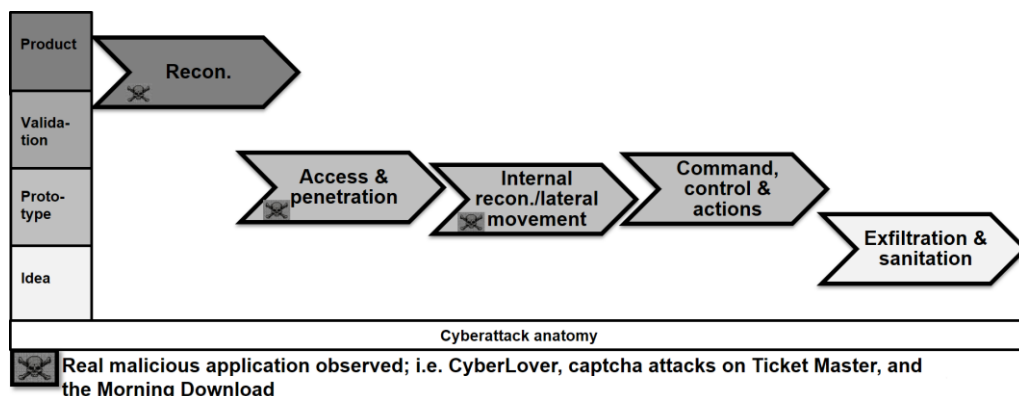 Product
Recon.
Valida-
tion
Access &
penetration
Internal
recon./lateral
movement
Command,
control &
actions
Proto-
type
Exfiltration &
sanitation
Idea
Cyberattack anatomy
Real malicious application observed; i.e. CyberLover, captcha attacks on Ticket Master, and
the Morning Download